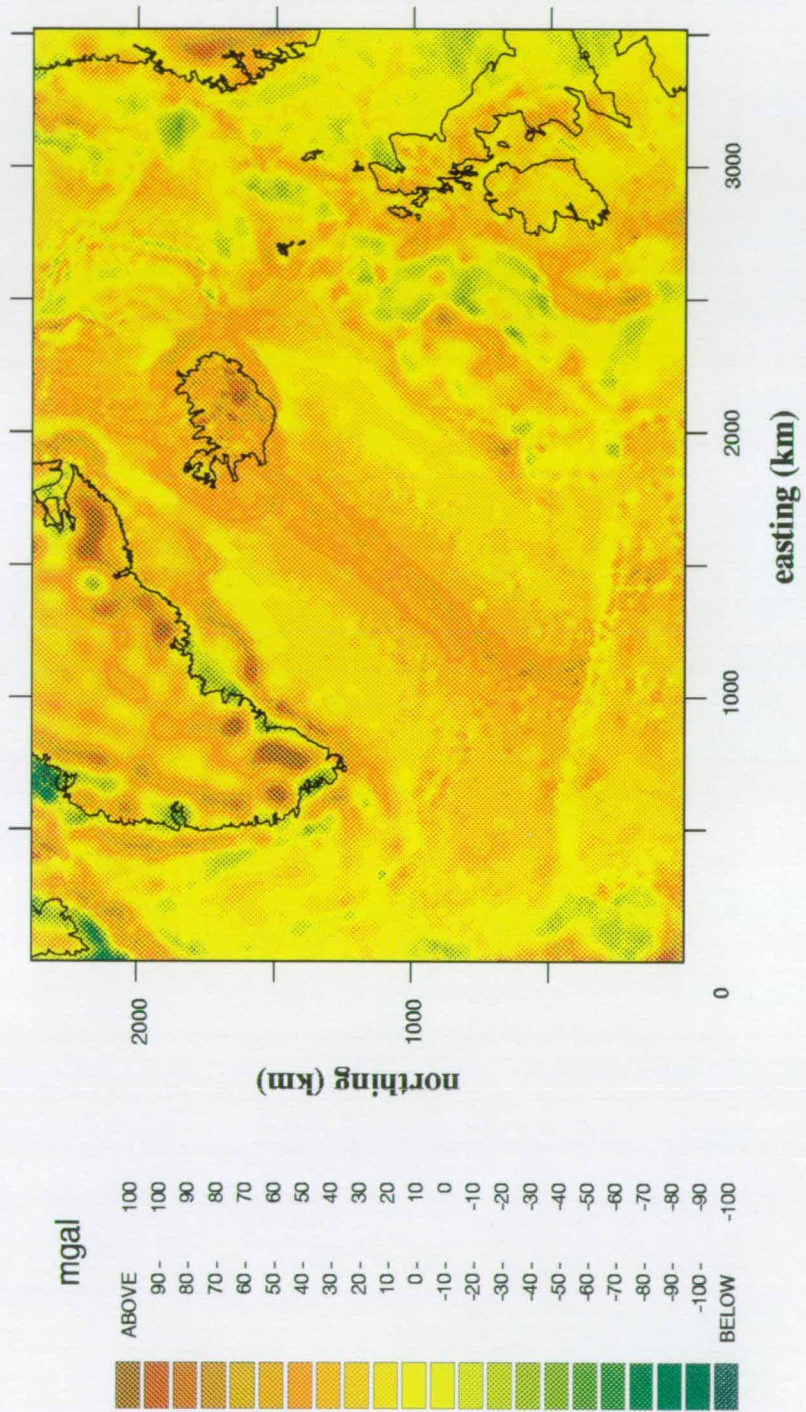 mgal
ABOVE 100
90 - 100
80 - 90
70 - 80
60 - 70
50 - 60
40 - 50
30 - 40
20 - 30
10 - 20
0 - 10
-10 - 0
-20 - -10
-30 - -20
-40 - -30
-50 - -40
-60 - -50
-70 - -60
-80 - -70
-90 - -80
-100 - -90
BELOW -100
northing (km)
2000
1000
0
1000
2000
3000
easting (km)